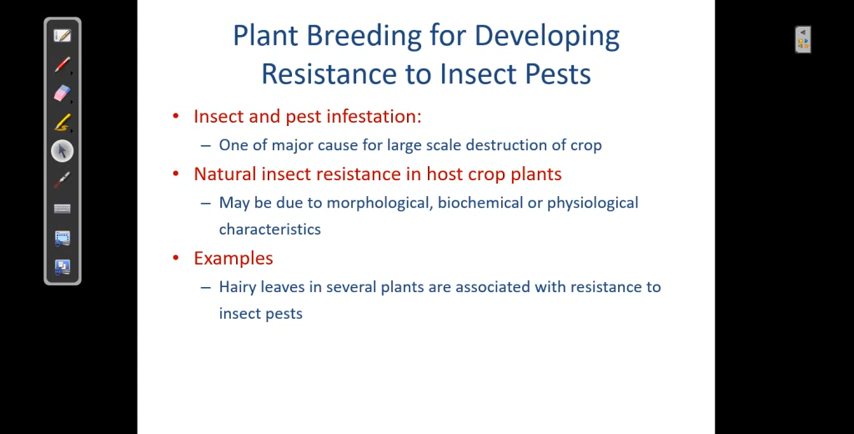 Plant Breeding for Developing
Resistance to Insect Pests
• Insect and pest infestation:
– One of major cause for large scale destruction of crop
• Natural insect resistance in host crop plants
– May be due to morphological, biochemical or physiological
characteristics
• Examples
– Hairy leaves in several plants are associated with resistance to
insect pests